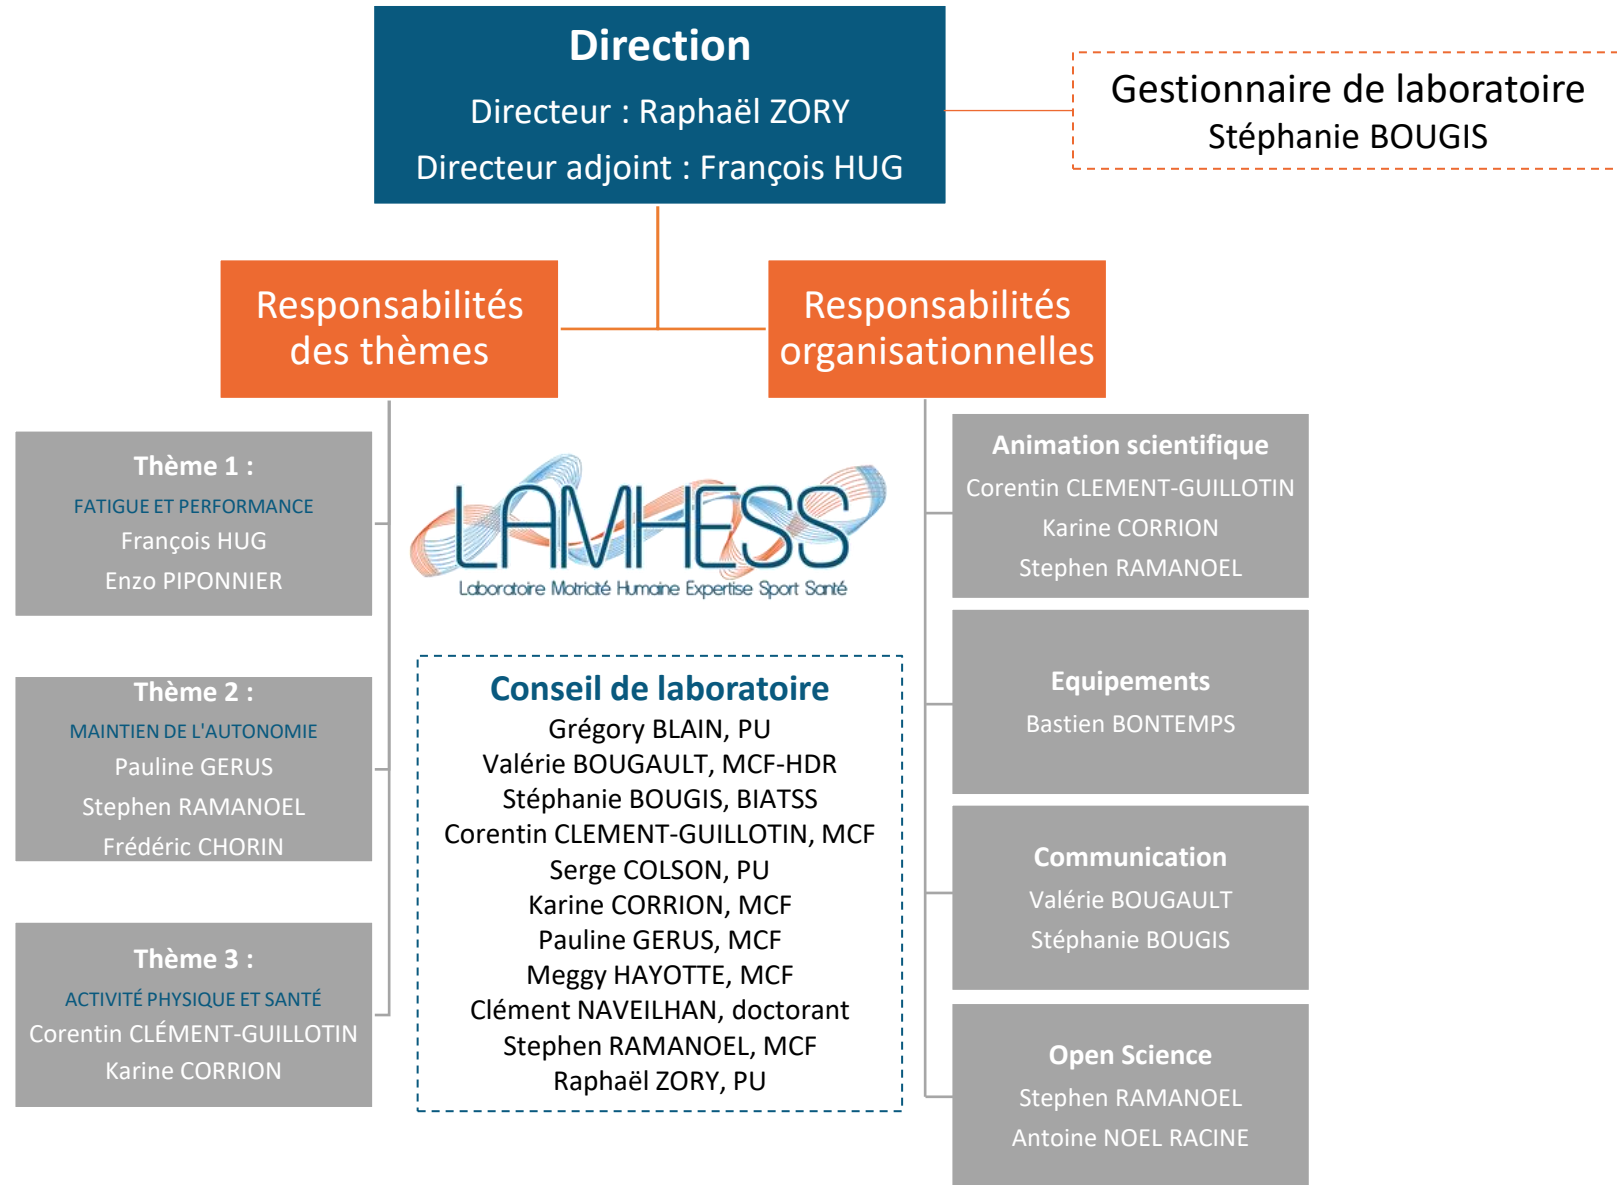 Direction
Directeur : Raphaël ZORY
Directeur adjoint : François HUG
Gestionnaire de laboratoire
Stéphanie BOUGIS
Responsabilités
des thèmes
Responsabilités
organisationnelles
Thème 1 :
FATIGUE ET PERFORMANCE
François HUG
Enzo PIPONNIER
Thème 2 :
MAINTIEN DE L'AUTONOMIE
Pauline GERUS
Stephen RAMANOEL
Frédéric CHORIN
Thème 3 :
ACTIVITÉ PHYSIQUE ET SANTÉ
Corentin CLÉMENT-GUILLOTIN
Karine CORRION
LAMHESS
Laboratoire Motricité Humaine Expertise Sport Santé
Conseil de laboratoire
Grégory BLAIN, PU
Valérie BOUGAULT, MCF-HDR
Stéphanie BOUGIS, BIATSS
Corentin CLEMENT-GUILLOTIN, MCF
Serge COLSON, PU
Karine CORRION, MCF
Pauline GERUS, MCF
Meggy HAYOTTE, MCF
Clément NAVEILHAN, doctorant
Stephen RAMANOEL, MCF
Raphaël ZORY, PU
Animation scientifique
Corentin CLEMENT-GUILLOTIN
Karine CORRION
Stephen RAMANOEL
Equipements
Bastien BONTEMPS
Communication
Valérie BOUGAULT
Stéphanie BOUGIS
Open Science
Stephen RAMANOEL
Antoine NOEL RACINE